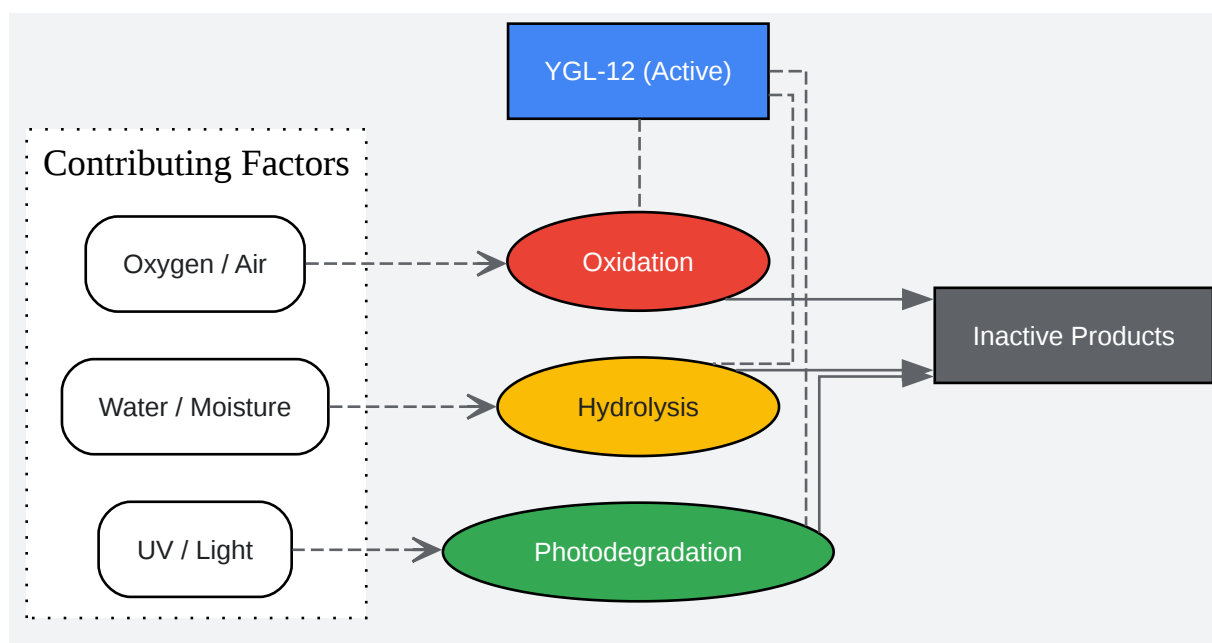 YGL-12 (Active)
Contributing Factors
Oxygen / Air
Oxidation
Inactive Products
Water / Moisture
Hydrolysis
UV / Light
Photodegradation